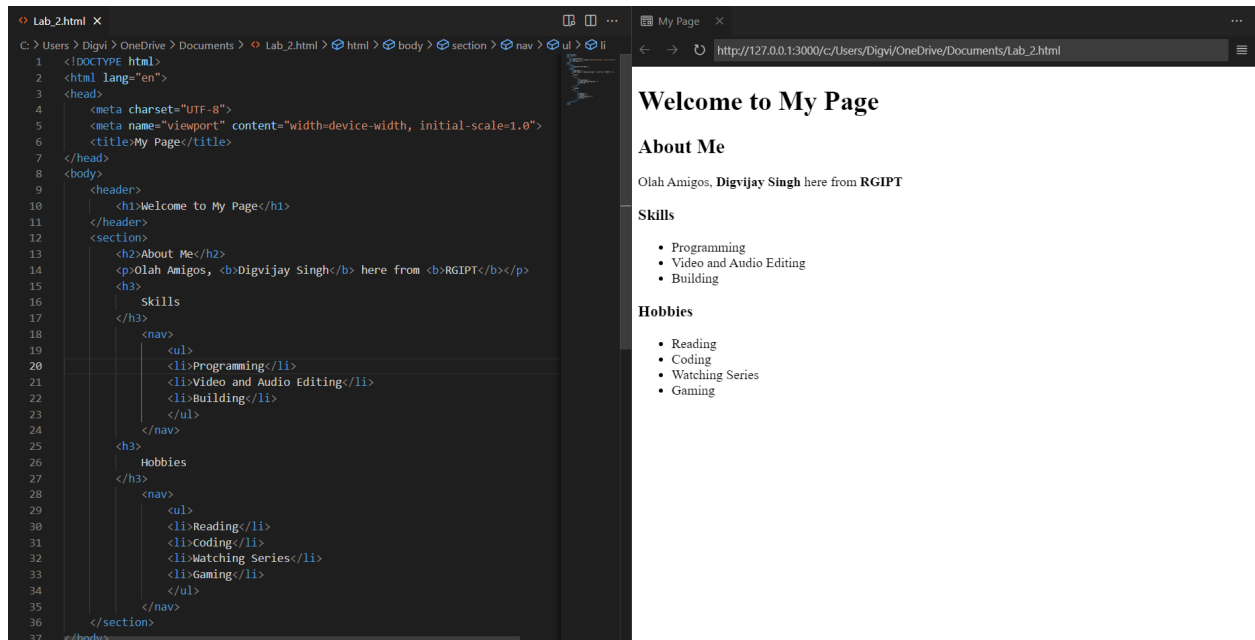 Lab_2.html
C: > Users > Digvi > OneDrive > Documents > Lab_2.html > html > body > section > nav > ul > li
1 <!DOCTYPE html>
2 <html lang="en">
3 <head>
4 <meta charset="UTF-8">
5 <meta name="viewport" content="width=device-width, initial-scale=1.0">
6 <title>My Page</title>
7 </head>
8 <body>
9 <header>
10 <h1>Welcome to My Page</h1>
11 </header>
12 <section>
13 <h2>About Me</h2>
14 <p>Olah Amigos, <b>Digvijay Singh</b> here from <b>RGIPT</b></p>
15 <h3>
16 Skills
17 </h3>
18 <nav>
19 <ul>
20 <li>Programming</li>
21 <li>Video and Audio Editing</li>
22 <li>Building</li>
23 </ul>
24 </nav>
25 <h3>
26 Hobbies
27 </h3>
28 <nav>
29 <ul>
30 <li>Reading</li>
31 <li>Coding</li>
32 <li>Watching Series</li>
33 <li>Gaming</li>
34 </ul>
35 </nav>
36 </section>
37 </body>
My Page
http://127.0.0.1:3000/c:/Users/Digvi/OneDrive/Documents/Lab_2.html
Welcome to My Page
About Me
Olah Amigos, Digvijay Singh here from RGIPT
Skills
• Programming
• Video and Audio Editing
• Building
Hobbies
• Reading
• Coding
• Watching Series
• Gaming